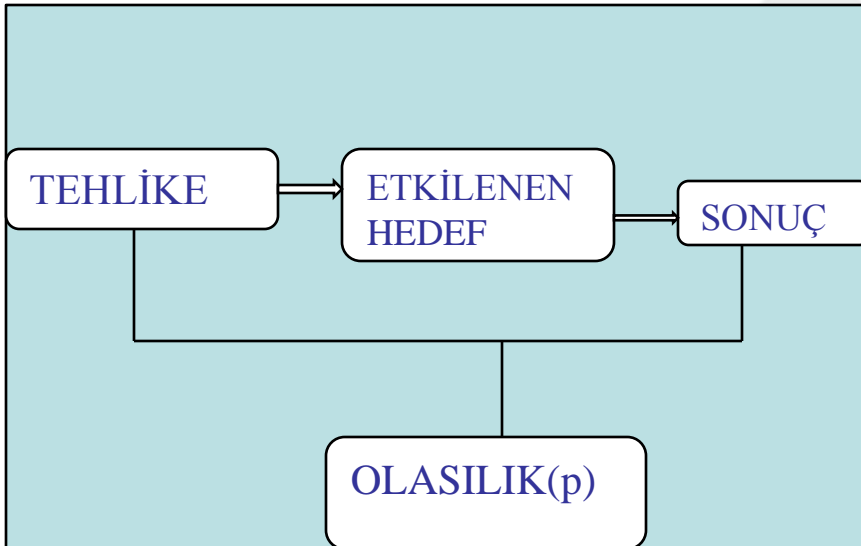 TEHLİKE
ETKİLENEN
HEDEF
SONUÇ
OLASILIK(p)